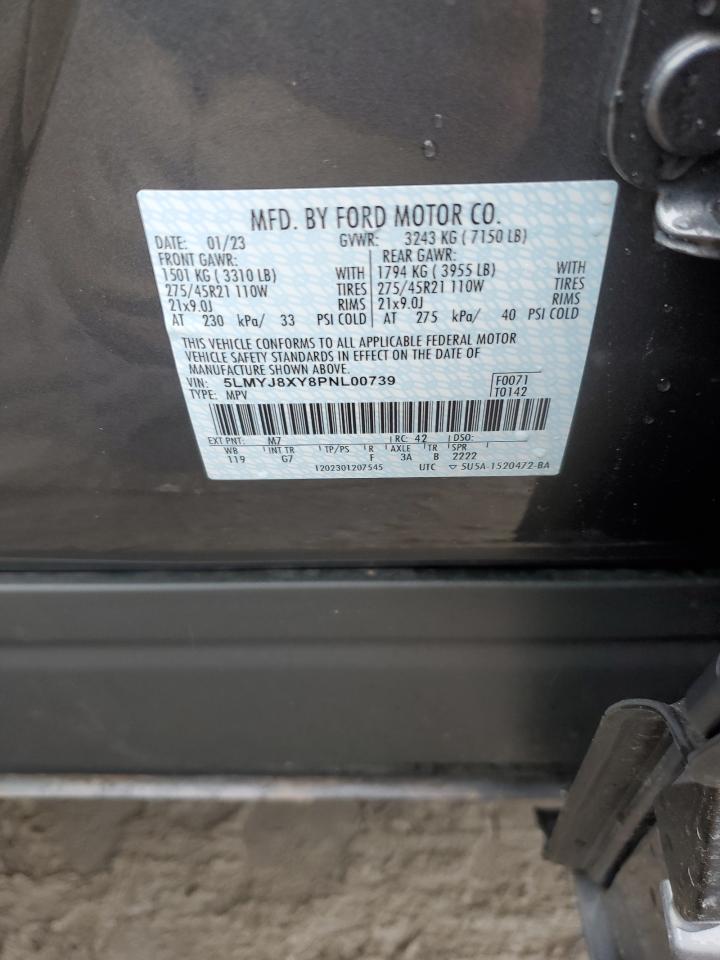 MFD. BY FORD MOTOR CO.
DATE: 01/23 GVWR: 3243 KG ( 7150 LB)
FRONT GAWR: REAR GAWR:
1501 KG ( 3310 LB) WITH 1794 KG ( 3955 LB) WITH
275/45R21 110W TIRES 275/45R21 110W TIRES
21x9.0J RIMS 21x9.0J RIMS
AT 230 kPa/ 33 PSI COLD AT 275 kPa/ 40 PSI COLD
THIS VEHICLE CONFORMS TO ALL APPLICABLE FEDERAL MOTOR
VEHICLE SAFETY STANDARDS IN EFFECT ON THE DATE OF
MANUFACTURE SHOWN ABOVE.
VIN: 5LMYJ8XY8PNL00739 F0071
TYPE: MPV T0142
EXT PNT: M7 RC: 42 DSO:
WB INT TR TP/PS R AXLE TR SPR
119 G7 F 3A B 2222
1202301207545 UTC ▽ 5U5A-1520472-BA